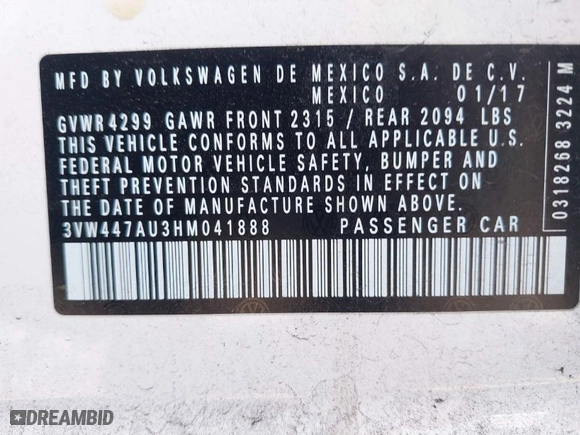 MFD BY VOLKSWAGEN DE MEXICO S.A. DE C.V.
MEXICO 01/17
GVWR 4299 GAWR FRONT 2315 / REAR 2094 LBS
THIS VEHICLE CONFORMS TO ALL APPLICABLE U.S.
FEDERAL MOTOR VEHICLE SAFETY, BUMPER AND
THEFT PREVENTION STANDARDS IN EFFECT ON
THE DATE OF MANUFACTURE SHOWN ABOVE.
3VW447AU3HM041888 PASSENGER CAR
0318268 3224 M
DREAMBID